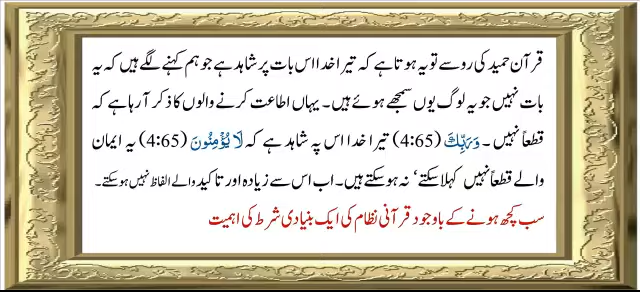 قرآن حمید کی رو سے تو یہ ہوتا ہے کہ تیرا خدا اس بات پر شاہد ہے جو ہم کہنے لگے ہیں کہ یہ
بات نہیں جو یہ لوگ یوں سمجھے ہوئے ہیں۔ یہاں اطاعت کرنے والوں کا ذکر آ رہا ہے کہ
قطعاً نہیں۔ وَرَبِّکَ (4:65) تیرا خدا اس پہ شاہد ہے کہ لَا یُؤْمِنُونَ (4:65) یہ ایمان
والے قطعاً نہیں کہلا سکتے‘ نہ ہو سکتے ہیں۔ اب اس سے زیادہ اور تاکید والے الفاظ نہیں ہو سکتے۔
سب کچھ ہونے کے باوجود قرآنی نظام کی ایک بنیادی شرط کی اہمیت